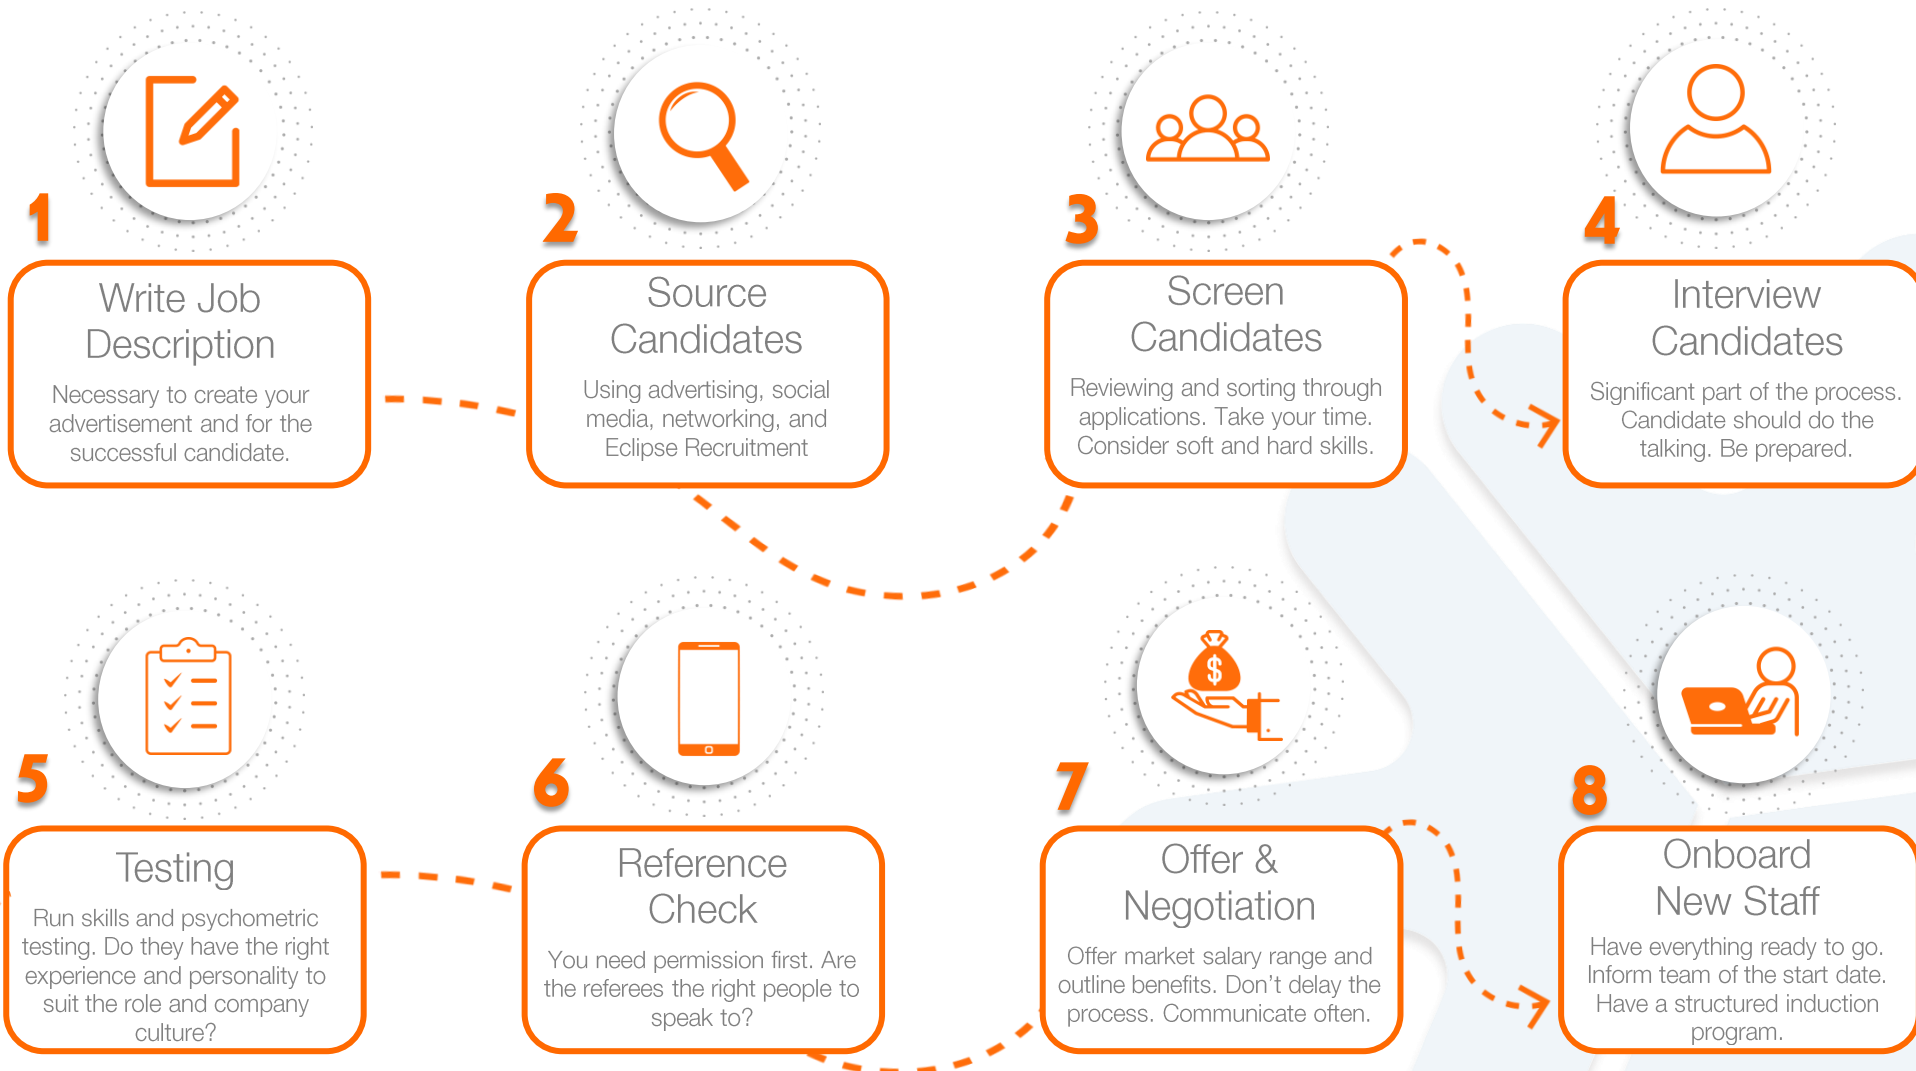 1
Write Job
Description
Necessary to create your
advertisement and for the
successful candidate.
2
Source
Candidates
Using advertising, social
media, networking, and
Eclipse Recruitment
3
Screen
Candidates
Reviewing and sorting through
applications. Take your time.
Consider soft and hard skills.
4
Interview
Candidates
Significant part of the process.
Candidate should do the
talking. Be prepared.
5
Testing
Run skills and psychometric
testing. Do they have the right
experience and personality to
suit the role and company
culture?
6
Reference
Check
You need permission first. Are
the referees the right people to
speak to?
$
7
Offer &
Negotiation
Offer market salary range and
outline benefits. Don’t delay the
process. Communicate often.
8
Onboard
New Staff
Have everything ready to go.
Inform team of the start date.
Have a structured induction
program.